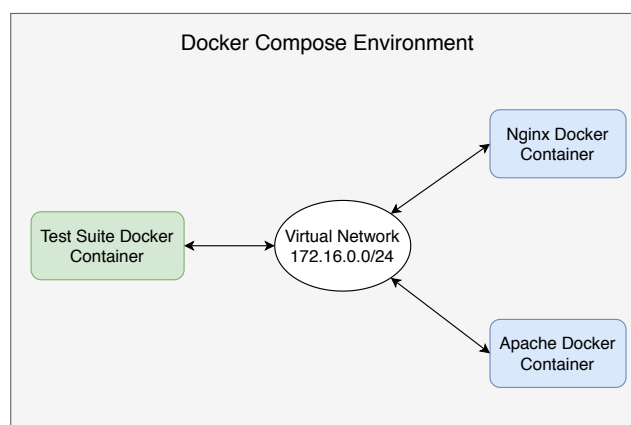 Docker Compose Environment
Nginx Docker
Container
Test Suite Docker
Container
Virtual Network
172.16.0.0/24
Apache Docker
Container